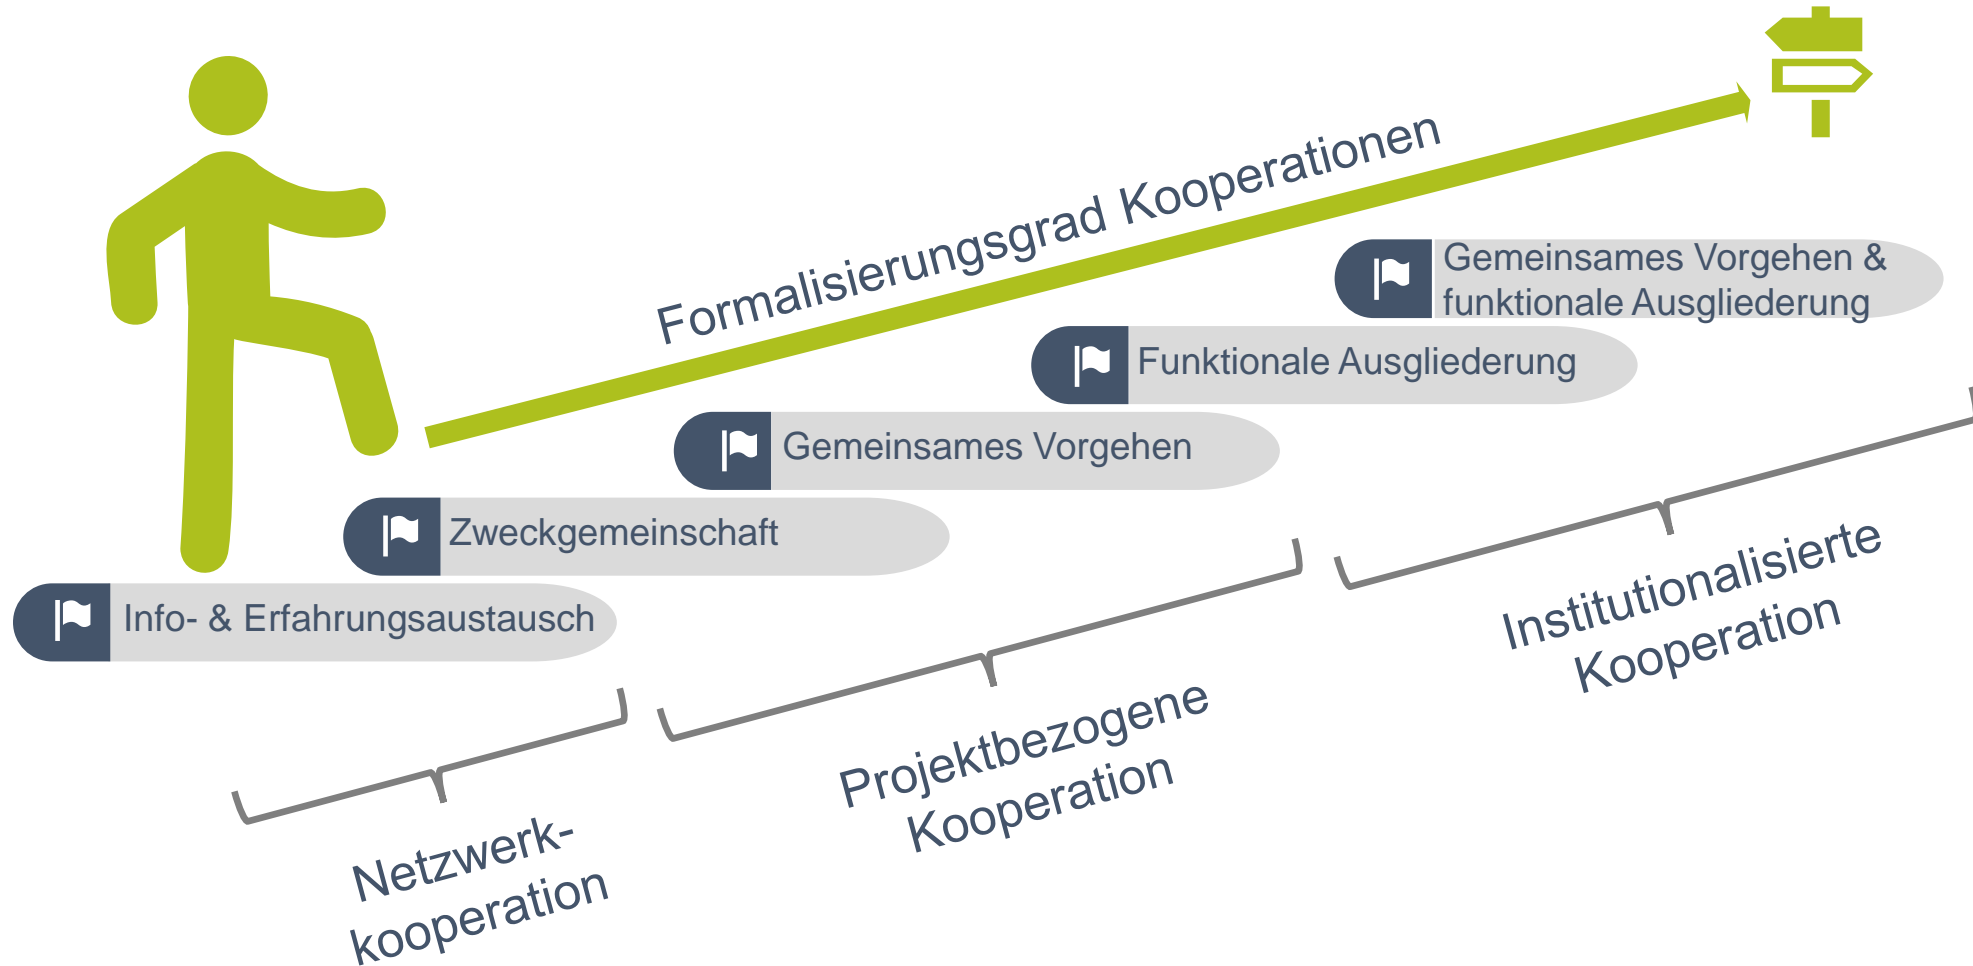 Formalisierungsgrad Kooperationen
Gemeinsames Vorgehen &
funktionale Ausgliederung
Funktionale Ausgliederung
Gemeinsames Vorgehen
Zweckgemeinschaft
Info- & Erfahrungsaustausch
Netzwerk-
kooperation
Projektbezogene
Kooperation
Institutionalisierte
Kooperation